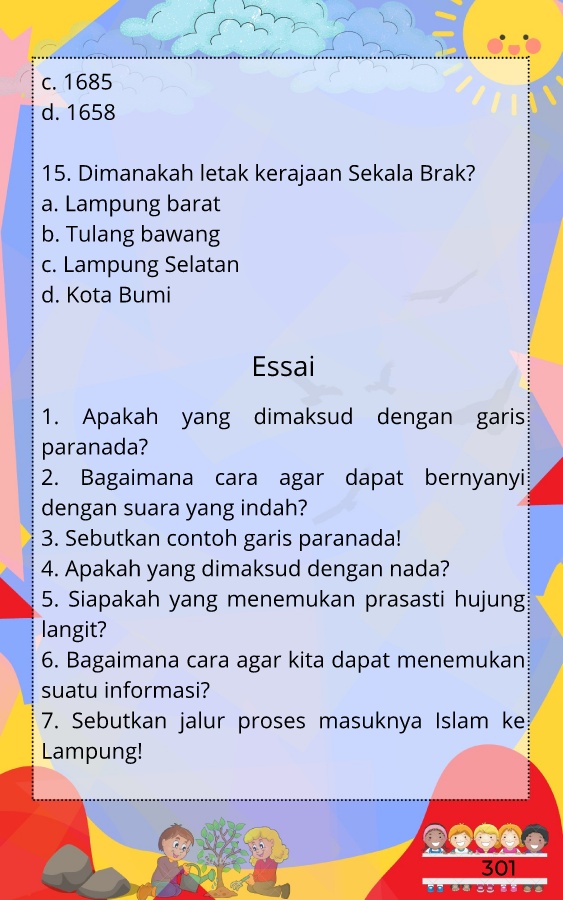 c. 1685
d. 1658
15. Dimanakah letak kerajaan Sekala Brak?
a. Lampung barat
b. Tulang bawang
c. Lampung Selatan
d. Kota Bumi
Essai
1. Apakah yang dimaksud dengan garis
paranada?
2. Bagaimana cara agar dapat bernyanyi
dengan suara yang indah?
3. Sebutkan contoh garis paranada!
4. Apakah yang dimaksud dengan nada?
5. Siapakah yang menemukan prasasti hujung
langit?
6. Bagaimana cara agar kita dapat menemukan
suatu informasi?
7. Sebutkan jalur proses masuknya Islam ke
Lampung!
301